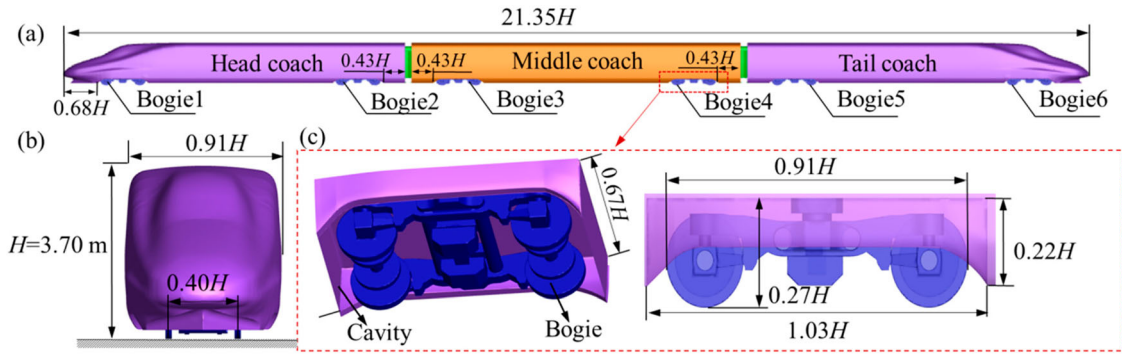 (a)
21.35H
Head coach
0.43H
0.43H
Middle coach
0.43H
Tail coach
0.68H
Bogie1
Bogie2
Bogie3
Bogie4
Bogie5
Bogie6
(b)
0.91H
H=3.70 m
0.40H
(c)
0.67H
Cavity
Bogie
0.91H
0.22H
0.27H
1.03H